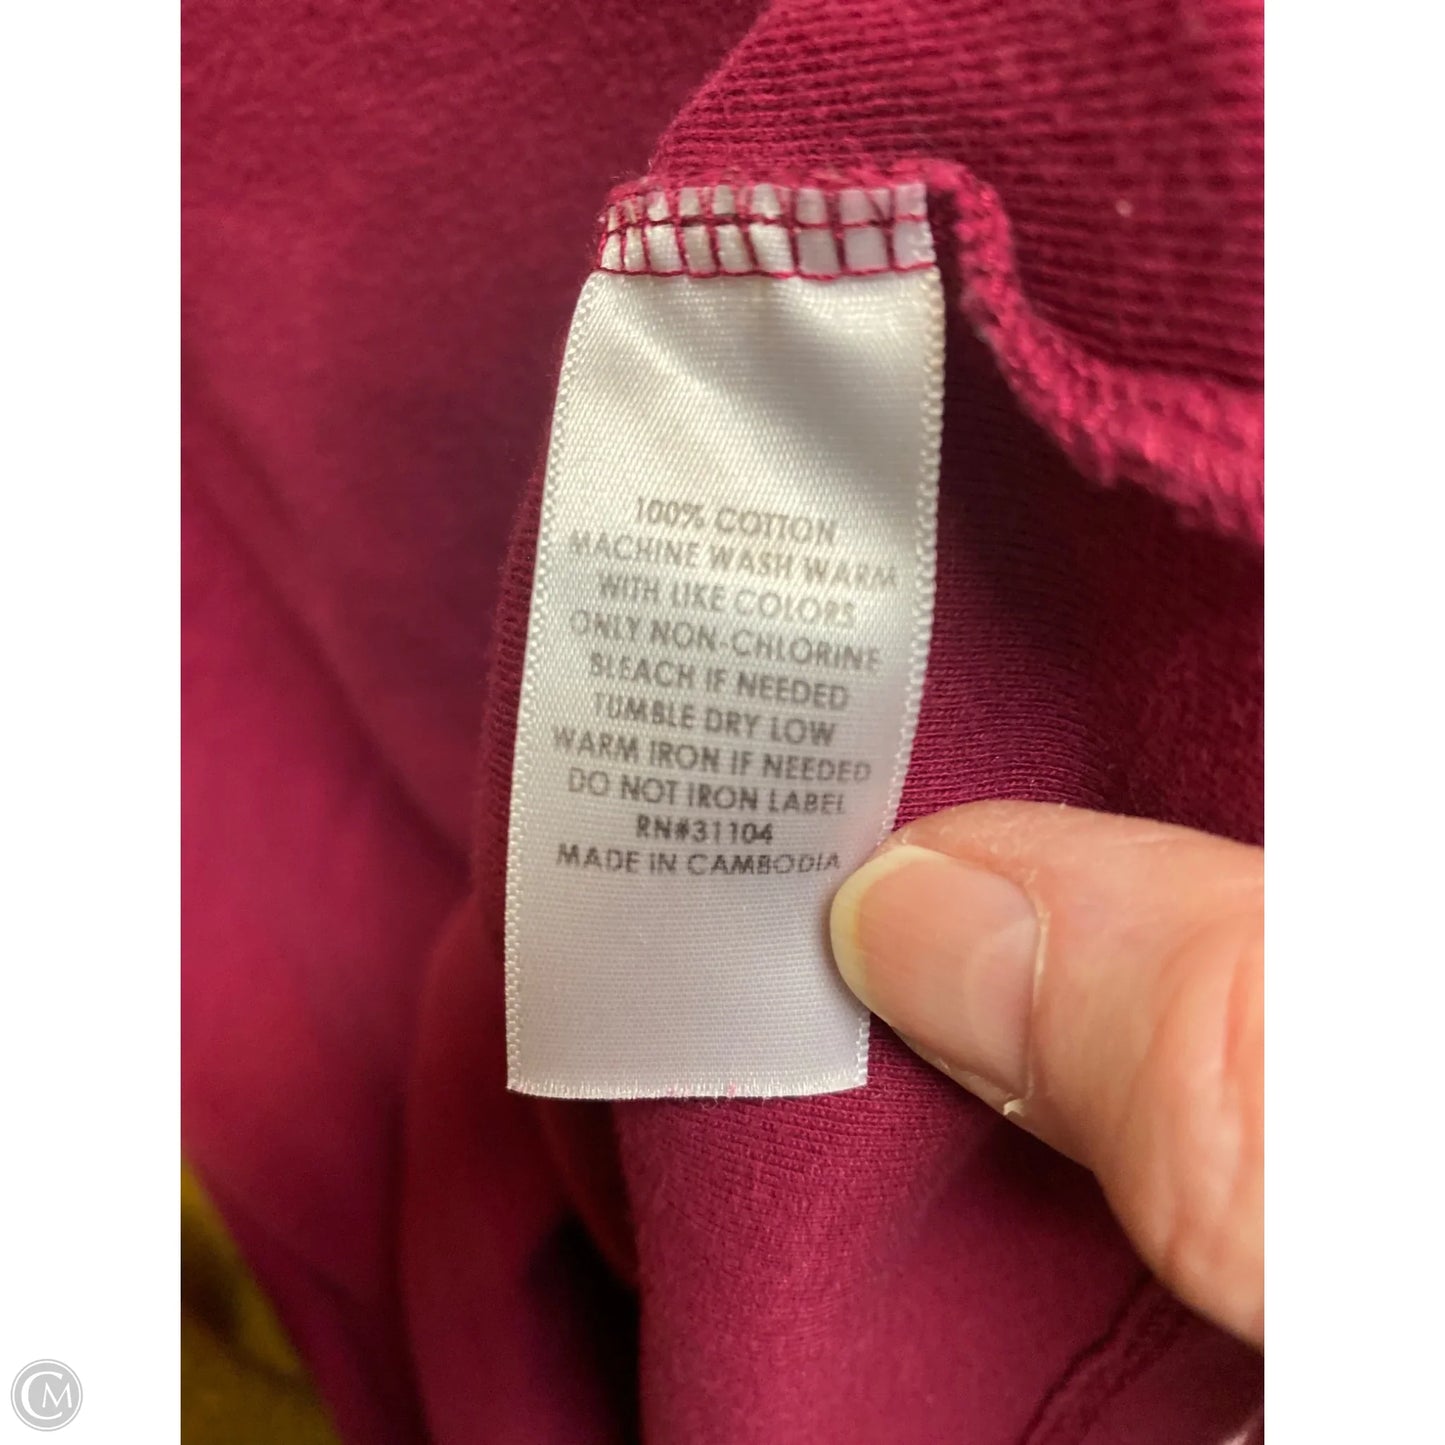 100% COTTON
MACHINE WASH WARM
WITH LIKE COLORS
ONLY NON-CHLORINE
BLEACH IF NEEDED
TUMBLE DRY LOW
WARM IRON IF NEEDED
DO NOT IRON LABEL
RN#31104
MADE IN CAMBODIA
CM